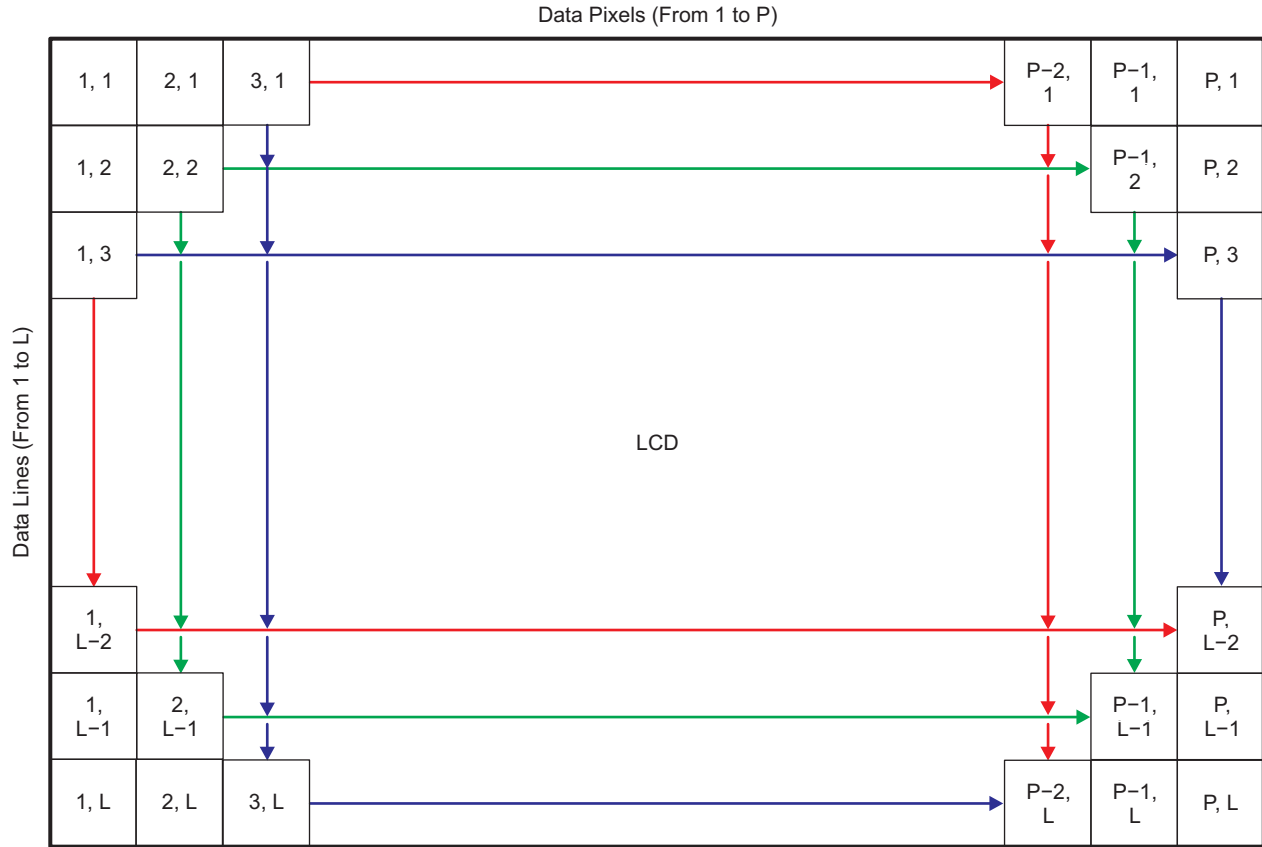 Data Pixels (From 1 to P)
1, 1
2, 1
3, 1
P−2,
1
P−1,
1
P, 1
1, 2
2, 2
P−1,
2
P, 2
1, 3
P, 3
Data Lines (From 1 to L)
LCD
1,
L−2
P,
L−2
1,
L−1
2,
L−1
P−1,
L−1
P,
L−1
1, L
2, L
3, L
P−2,
L
P−1,
L
P, L